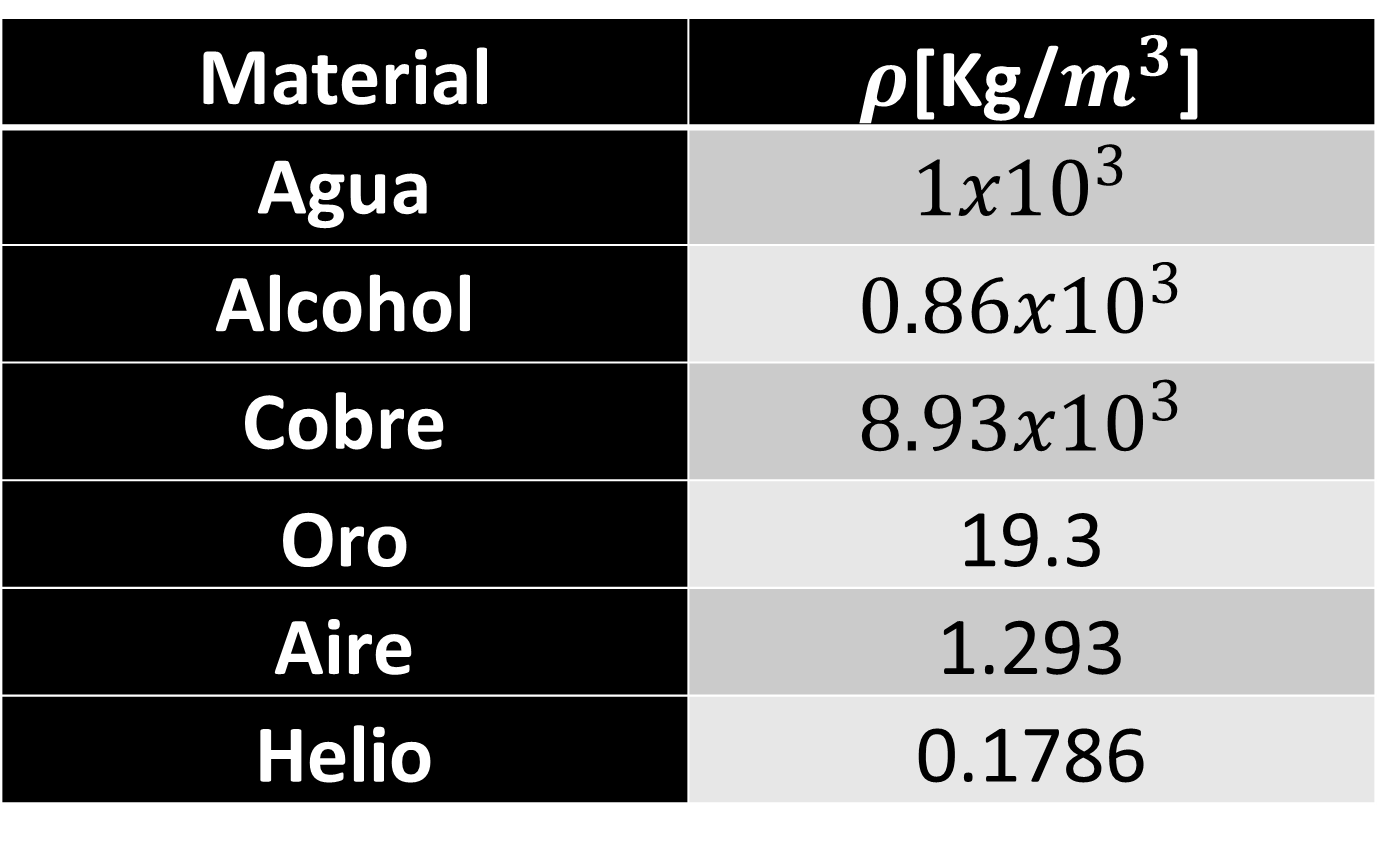 Material ρ[Kg/m³]
Agua 1x10³
Alcohol 0.86x10³
Cobre 8.93x10³
Oro 19.3
Aire 1.293
Helio 0.1786